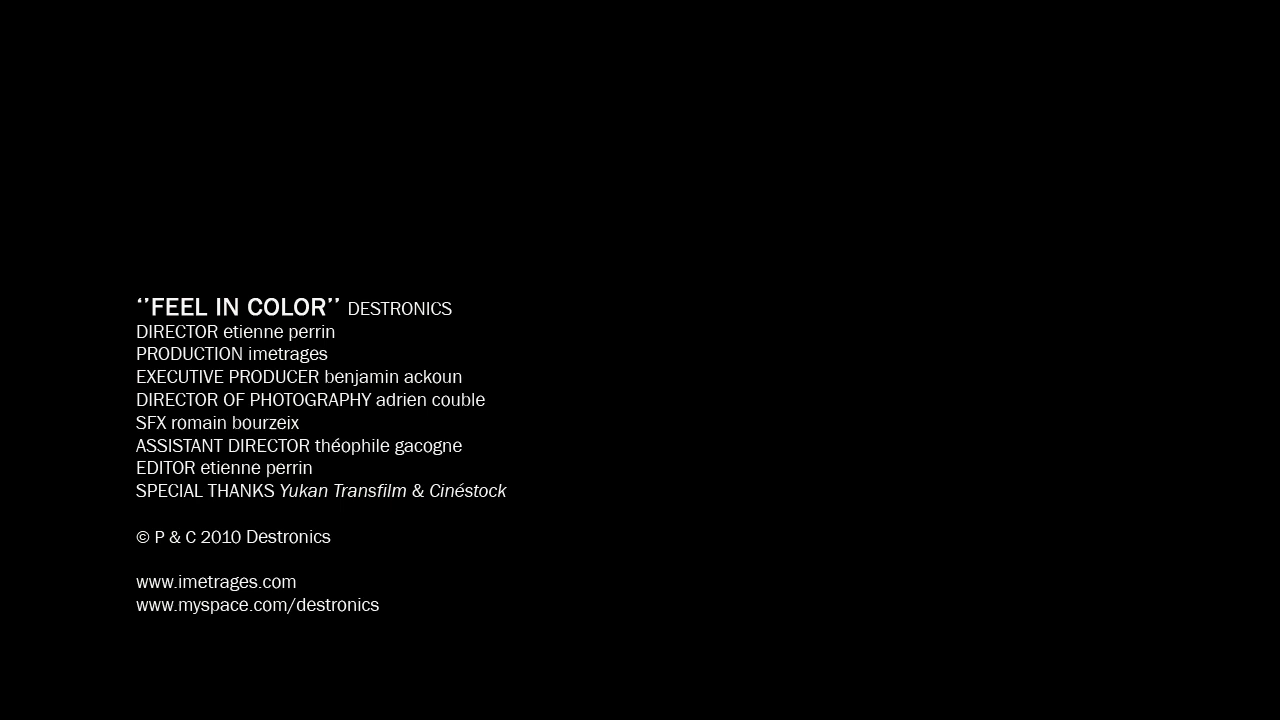 ‘’FEEL IN COLOR’’ DESTRONICS
DIRECTOR etienne perrin
PRODUCTION imetrages
EXECUTIVE PRODUCER benjamin ackoun
DIRECTOR OF PHOTOGRAPHY adrien couble
SFX romain bourzeix
ASSISTANT DIRECTOR théophile gacogne
EDITOR etienne perrin
SPECIAL THANKS Yukan Transfilm & Cinéstock
© P & C 2010 Destronics
www.imetrages.com
www.myspace.com/destronics